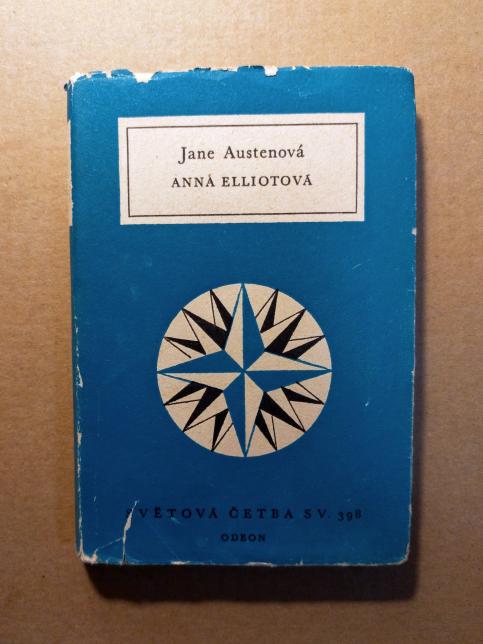 Jane Austenová
ANNA ELLIOTOVÁ
SVĚTOVÁ ČETBA SV. 398
ODEON